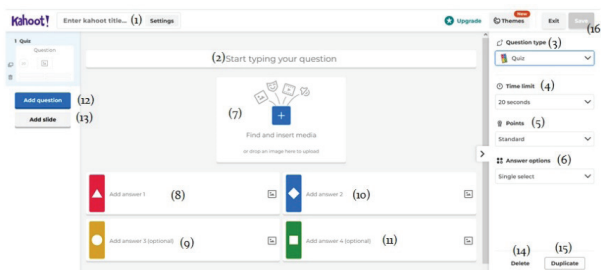 Kahoot!
Enter kahoot title... (1) Settings
Upgrade
Themes
New
Exit
Save
(16
1 Quiz
Question
Add question (12)
Add slide (13)
(2)Start typing your question
(7)
Find and insert media
or drop an image here to upload
Add answer 1 (8)
Add answer 2 (10)
Add answer 3 (optional) (9)
Add answer 4 (optional) (11)
Question type (3)
Quiz
Time limit (4)
20 seconds
Points (5)
Standard
Answer options (6)
Single select
(14) (15)
Delete Duplicate